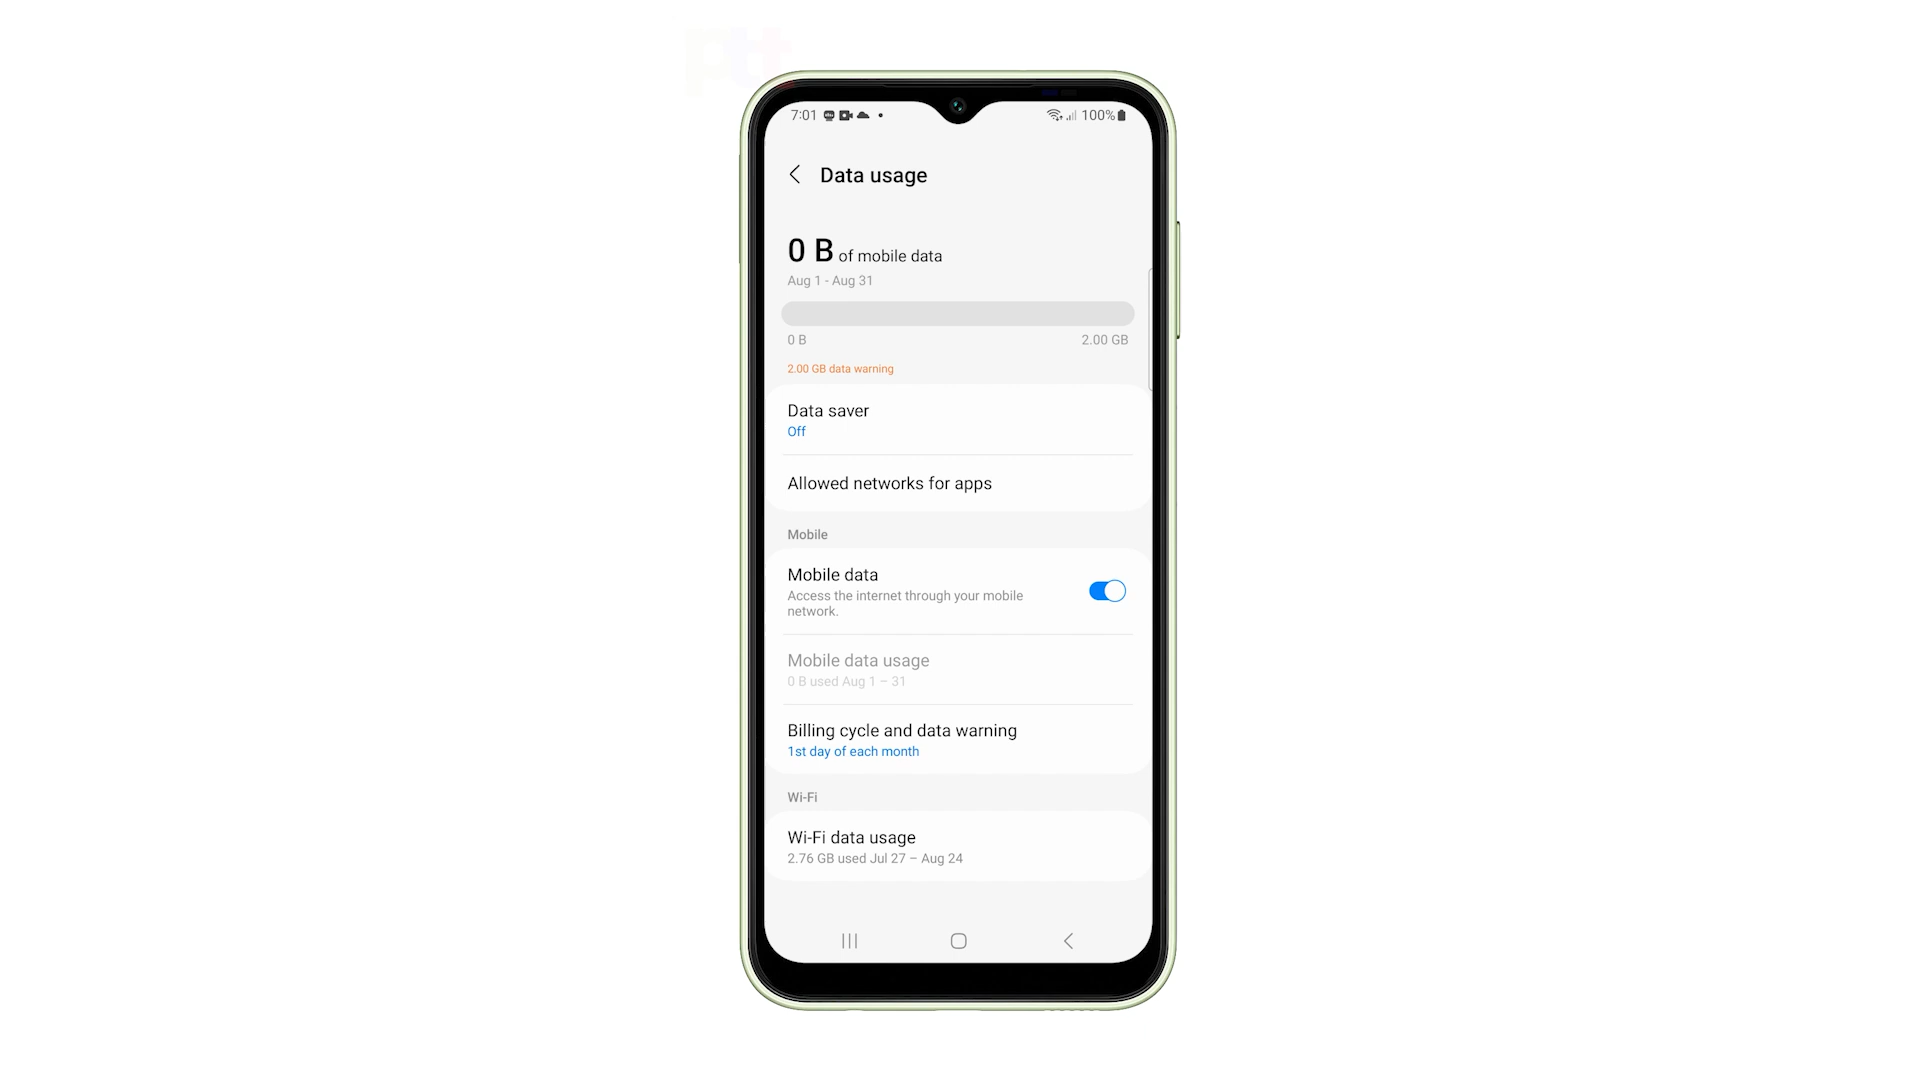 7:01 100%
Data usage
0 B of mobile data
Aug 1 - Aug 31
0 B 2.00 GB
2.00 GB data warning
Data saver
Off
Allowed networks for apps
Mobile
Mobile data
Access the internet through your mobile
network.
Mobile data usage
0 B used Aug 1 – 31
Billing cycle and data warning
1st day of each month
Wi-Fi
Wi-Fi data usage
2.76 GB used Jul 27 – Aug 24